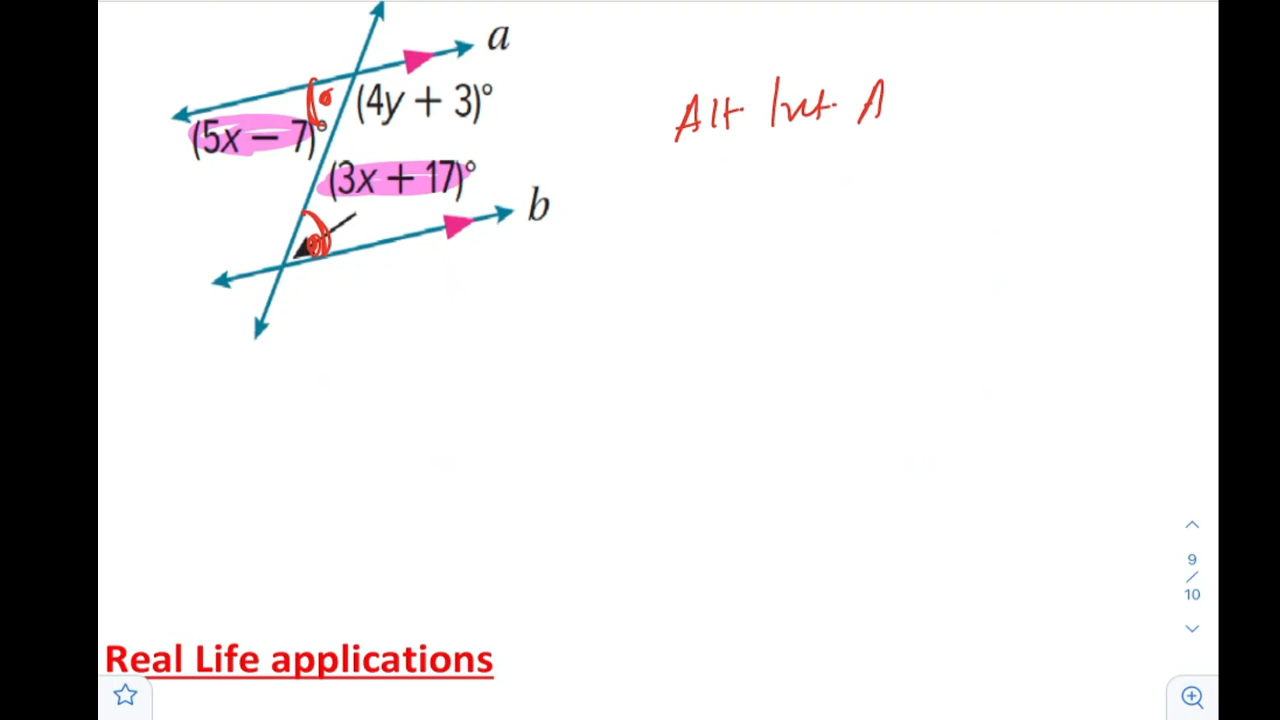 a
(4y + 3)°
Alt Int. A
(5x − 7)°
(3x + 17)°
b
9
/
10
Real Life applications